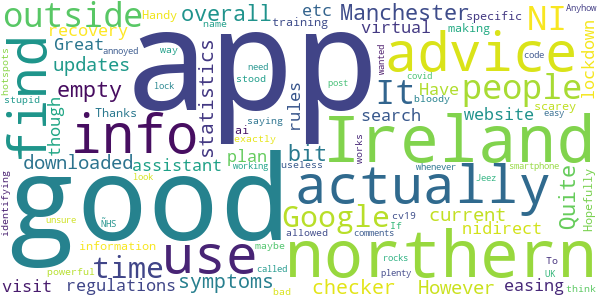 outside overall etc Manchester Handy NI
recovery name training virtual specific making Anyhow
Great annoyed way app advice lockdown
find updates though statistics need stood It code wanted
hotspots empty Thanks lock post Have people covid
stupid info saying rules bloody search website scarey
downloaded assistant ai exactly Ireland easy
identifying plan working bit useless works whenever smartphone
good look symptoms actually Quite Jeez Hopefully
unsure ÑHS use Google cv19 current nidirect
information maybe allowed If comments rocks To
time called northern
visit regulations checker However easing
powerful bad plenty UK think